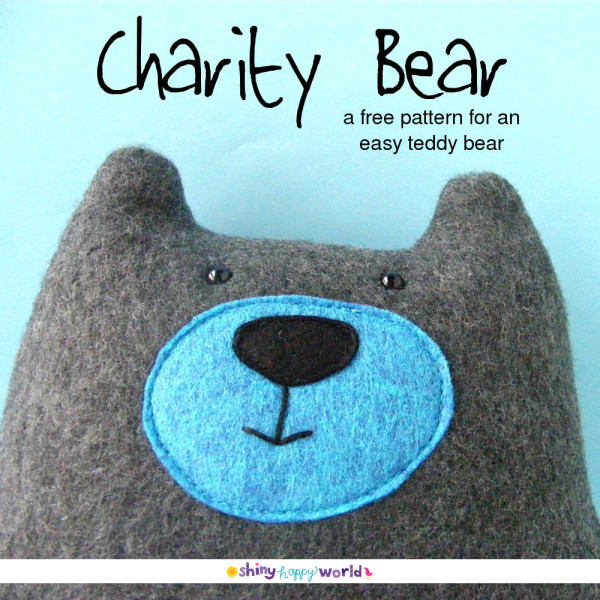 Charity Bear
a free pattern for an
easy teddy bear
shiny happy world